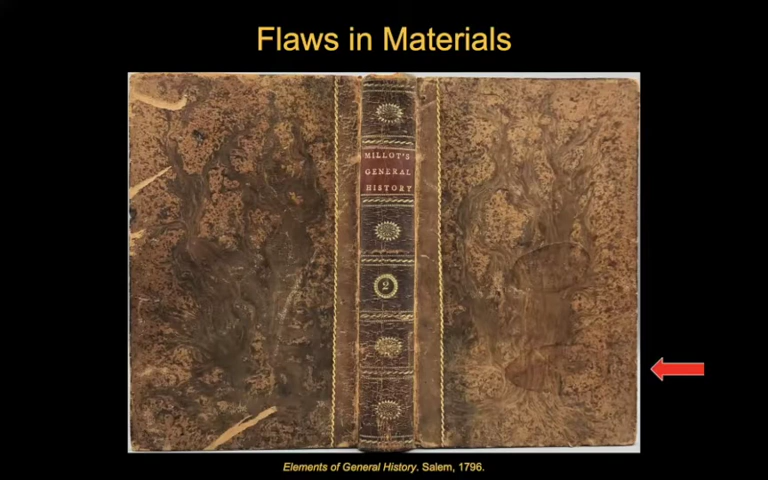 Flaws in Materials
MILLOT'S
GENERAL
HISTORY
2
Elements of General History. Salem, 1796.